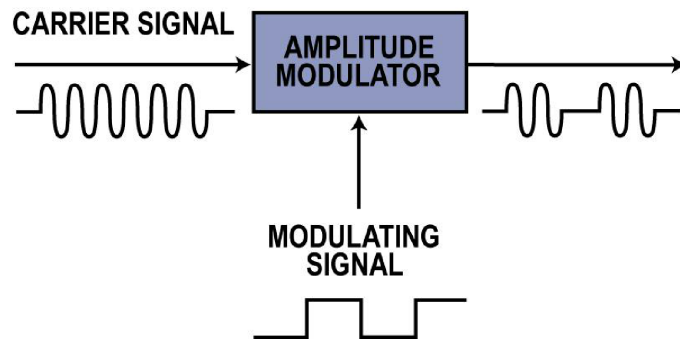 CARRIER SIGNAL
AMPLITUDE
MODULATOR
MODULATING
SIGNAL